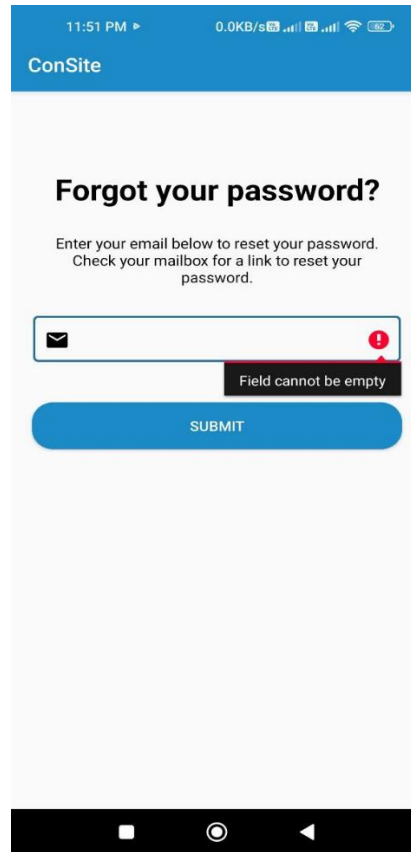 11:51 PM 0.0KB/s 62
ConSite
Forgot your password?
Enter your email below to reset your password.
Check your mailbox for a link to reset your
password.
Field cannot be empty
SUBMIT